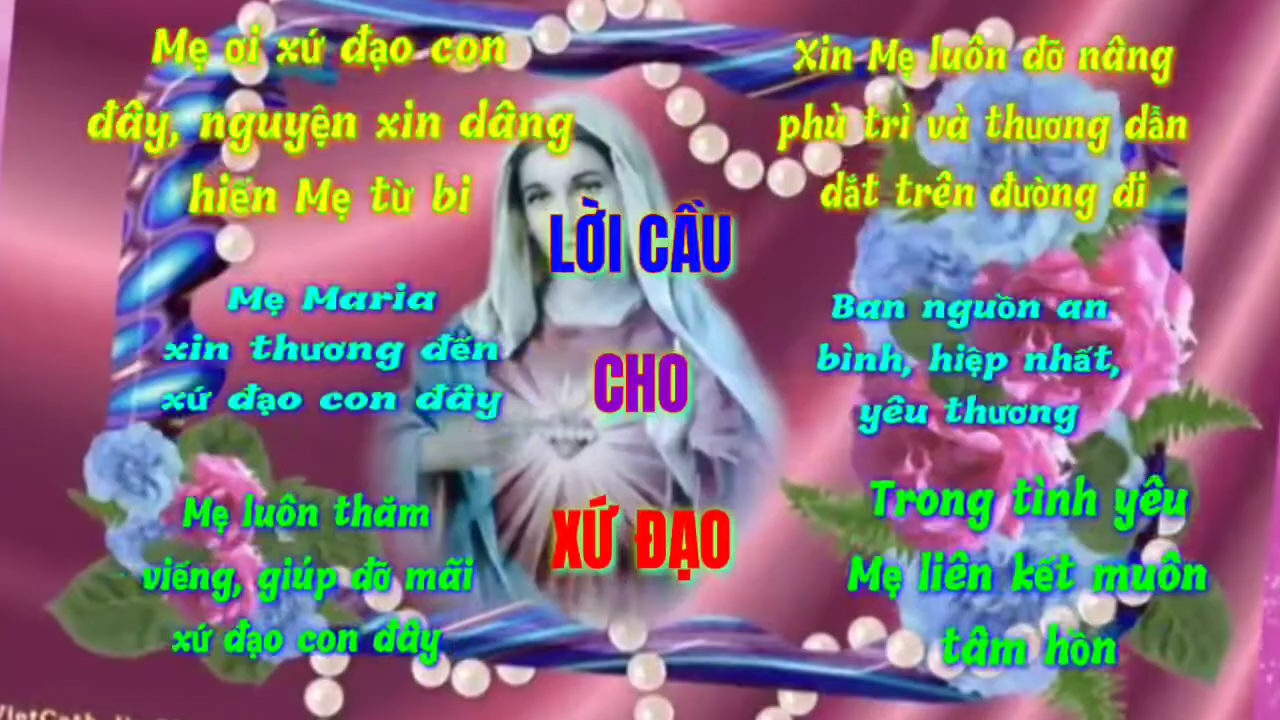 Mẹ ơi xứ đạo con
đây, nguyện xin dâng
hiến Mẹ từ bi
Xin Mẹ luôn đỡ nâng
phù trì và thương dẫn
dắt trên đường đi
LỜI CẦU
CHO
XỨ ĐẠO
Mẹ Maria
xin thương đến
xứ đạo con đây
Ban nguồn an
bình, hiệp nhất,
yêu thương
Mẹ luôn thăm
viếng, giúp đỡ mãi
xứ đạo con đây
Trong tình yêu
Mẹ liên kết muôn
tâm hồn